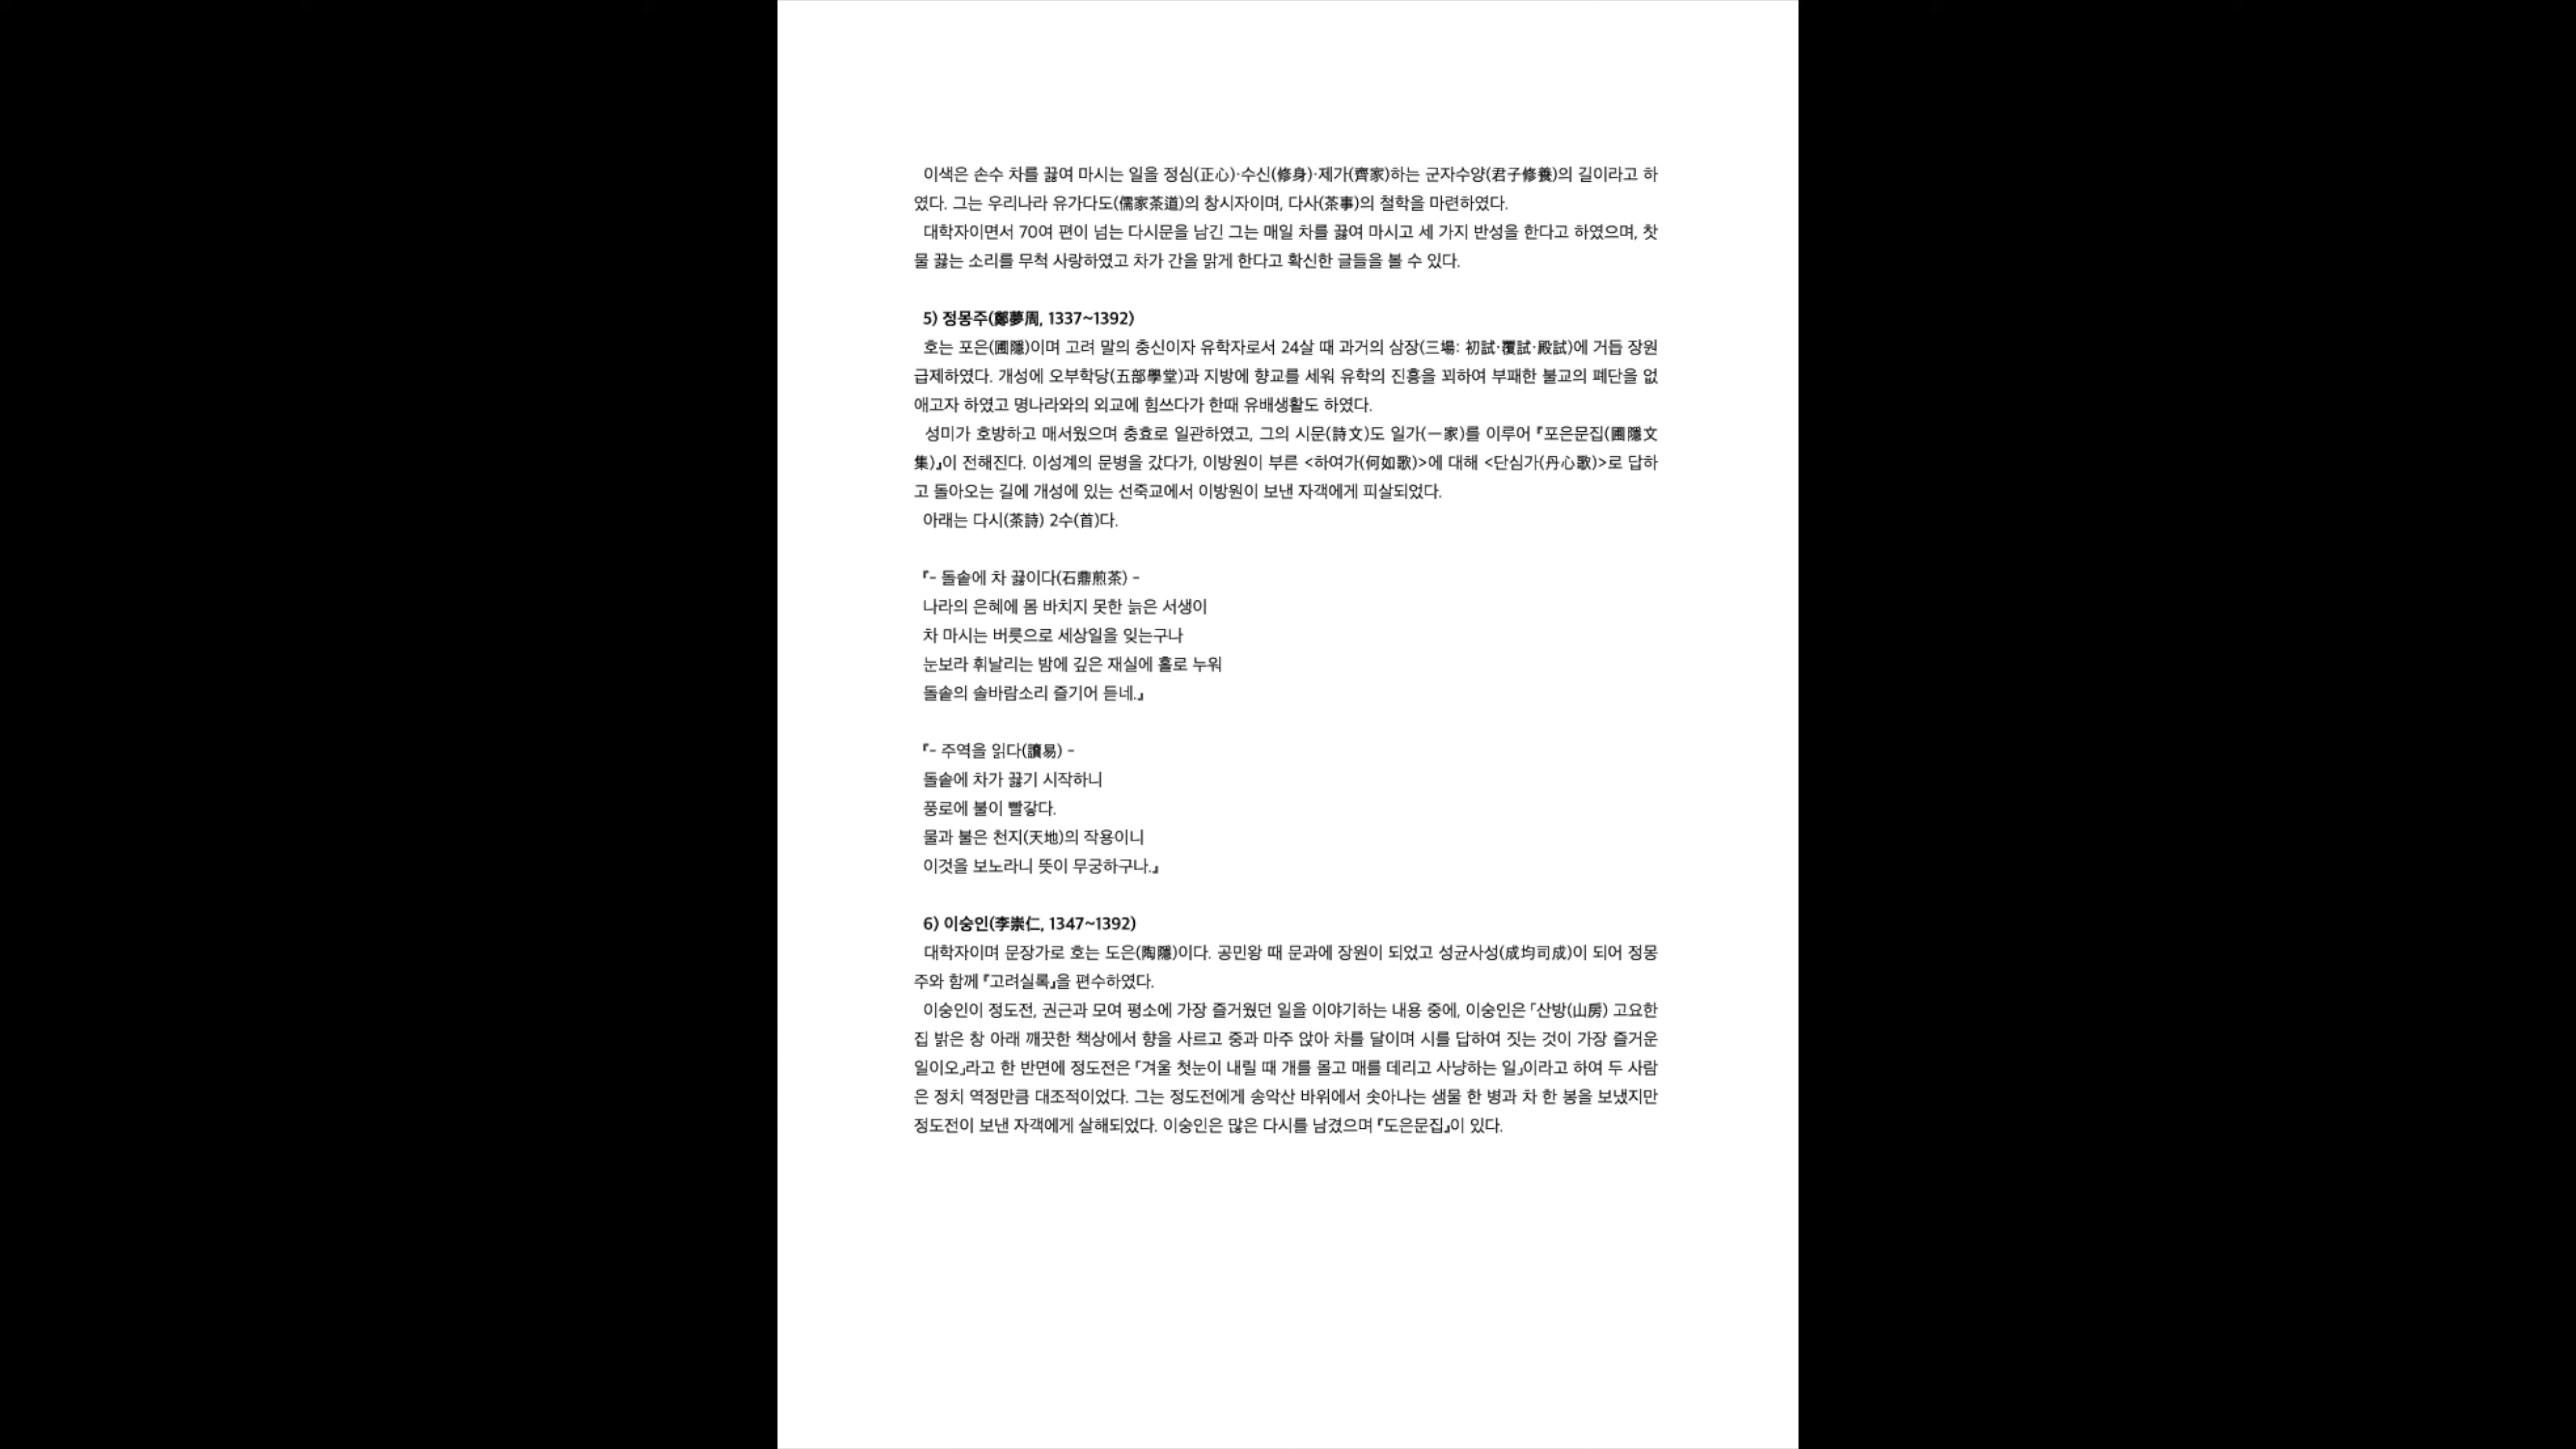 이색은 손수 차를 끓여 마시는 일을 정심(正心)·수신(修身)·제가(齊家)하는 군자수양(君子修養)의 길이라고 하
였다. 그는 우리나라 유가다도(儒家茶道)의 창시자이며, 다사(茶事)의 철학을 마련하였다.
대학자이면서 70여 편이 넘는 다시문을 남긴 그는 매일 차를 끓여 마시고 세 가지 반성을 한다고 하였으며, 찻
물 끓는 소리를 무척 사랑하였고 차가 간을 맑게 한다고 확신한 글들을 볼 수 있다.
5) 정몽주(鄭夢周, 1337~1392)
호는 포은(圃隱)이며 고려 말의 충신이자 유학자로서 24살 때 과거의 삼장(三場: 初試·覆試·殿試)에 거듭 장원
급제하였다. 개성에 오부학당(五部學堂)과 지방에 향교를 세워 유학의 진흥을 꾀하여 부패한 불교의 폐단을 없
애고자 하였고 명나라와의 외교에 힘쓰다가 한때 유배생활도 하였다.
성미가 호방하고 매서웠으며 충효로 일관하였고, 그의 시문(詩文)도 일가(一家)를 이루어 『포은문집(圃隱文
集)』이 전해진다. 이성계의 문병을 갔다가, 이방원이 부른 <하여가(何如歌)>에 대해 <단심가(丹心歌)>로 답하
고 돌아오는 길에 개성에 있는 선죽교에서 이방원이 보낸 자객에게 피살되었다.
아래는 다시(茶詩) 2수(首)다.
『- 돌솥에 차 끓이다(石鼎煎茶) -
나라의 은혜에 몸 바치지 못한 늙은 서생이
차 마시는 버릇으로 세상일을 잊는구나
눈보라 휘날리는 밤에 깊은 재실에 홀로 누워
돌솥의 솔바람소리 즐기어 듣네.』
『- 주역을 읽다(讀易) -
돌솥에 차가 끓기 시작하니
풍로에 불이 빨갛다.
물과 불은 천지(天地)의 작용이니
이것을 보노라니 뜻이 무궁하구나.』
6) 이숭인(李崇仁, 1347~1392)
대학자이며 문장가로 호는 도은(陶隱)이다. 공민왕 때 문과에 장원이 되었고 성균사성(成均司成)이 되어 정몽
주와 함께 『고려실록』을 편수하였다.
이숭인이 정도전, 권근과 모여 평소에 가장 즐거웠던 일을 이야기하는 내용 중에, 이숭인은 「산방(山房) 고요한
집 밝은 창 아래 깨끗한 책상에서 향을 사르고 중과 마주 앉아 차를 달이며 시를 답하여 짓는 것이 가장 즐거운
일이오」라고 한 반면에 정도전은 「겨울 첫눈이 내릴 때 개를 몰고 매를 데리고 사냥하는 일」이라고 하여 두 사람
은 정치 역정만큼 대조적이었다. 그는 정도전에게 송악산 바위에서 솟아나는 샘물 한 병과 차 한 봉을 보냈지만
정도전이 보낸 자객에게 살해되었다. 이숭인은 많은 다시를 남겼으며 『도은문집』이 있다.